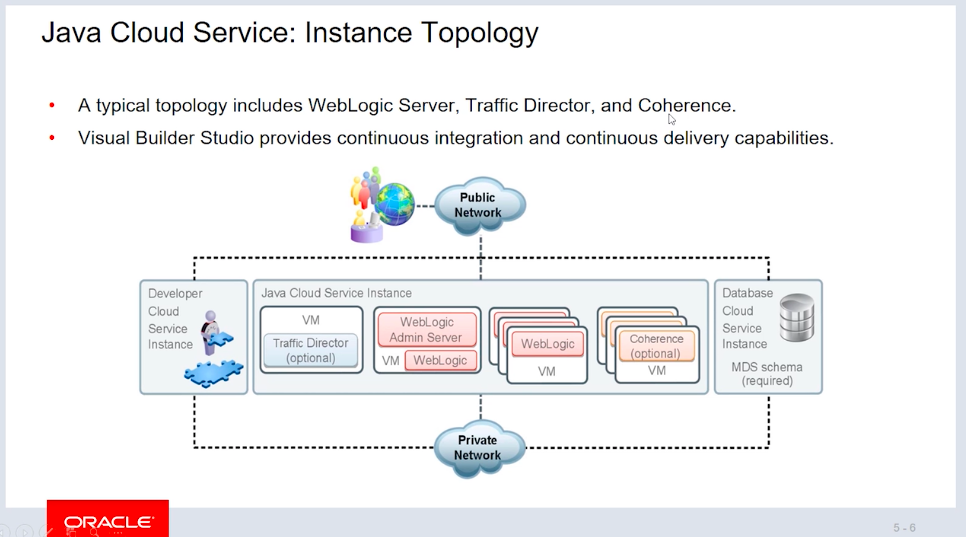 Java Cloud Service: Instance Topology
• A typical topology includes WebLogic Server, Traffic Director, and Coherence.
• Visual Builder Studio provides continuous integration and continuous delivery capabilities.
Public
Network
Developer
Cloud
Service
Instance
Java Cloud Service Instance
VM
Traffic Director
(optional)
WebLogic
Admin Server
VM
WebLogic
WebLogic
VM
Coherence
(optional)
VM
Database
Cloud
Service
Instance
MDS schema
(required)
Private
Network
ORACLE
5 - 6